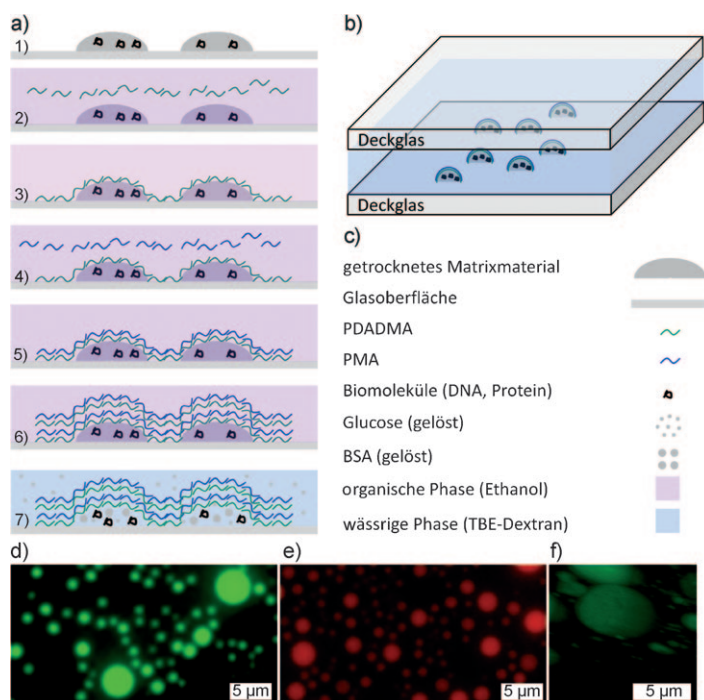 a)
1)
2)
3)
4)
5)
6)
7)
b)
Deckglas
Deckglas
c)
getrocknetes Matrixmaterial
Glasoberfläche
PDADMA
PMA
Biomoleküle (DNA, Protein)
Glucose (gelöst)
BSA (gelöst)
organische Phase (Ethanol)
wässrige Phase (TBE-Dextran)
d)
5 µm
e)
5 µm
f)
5 µm